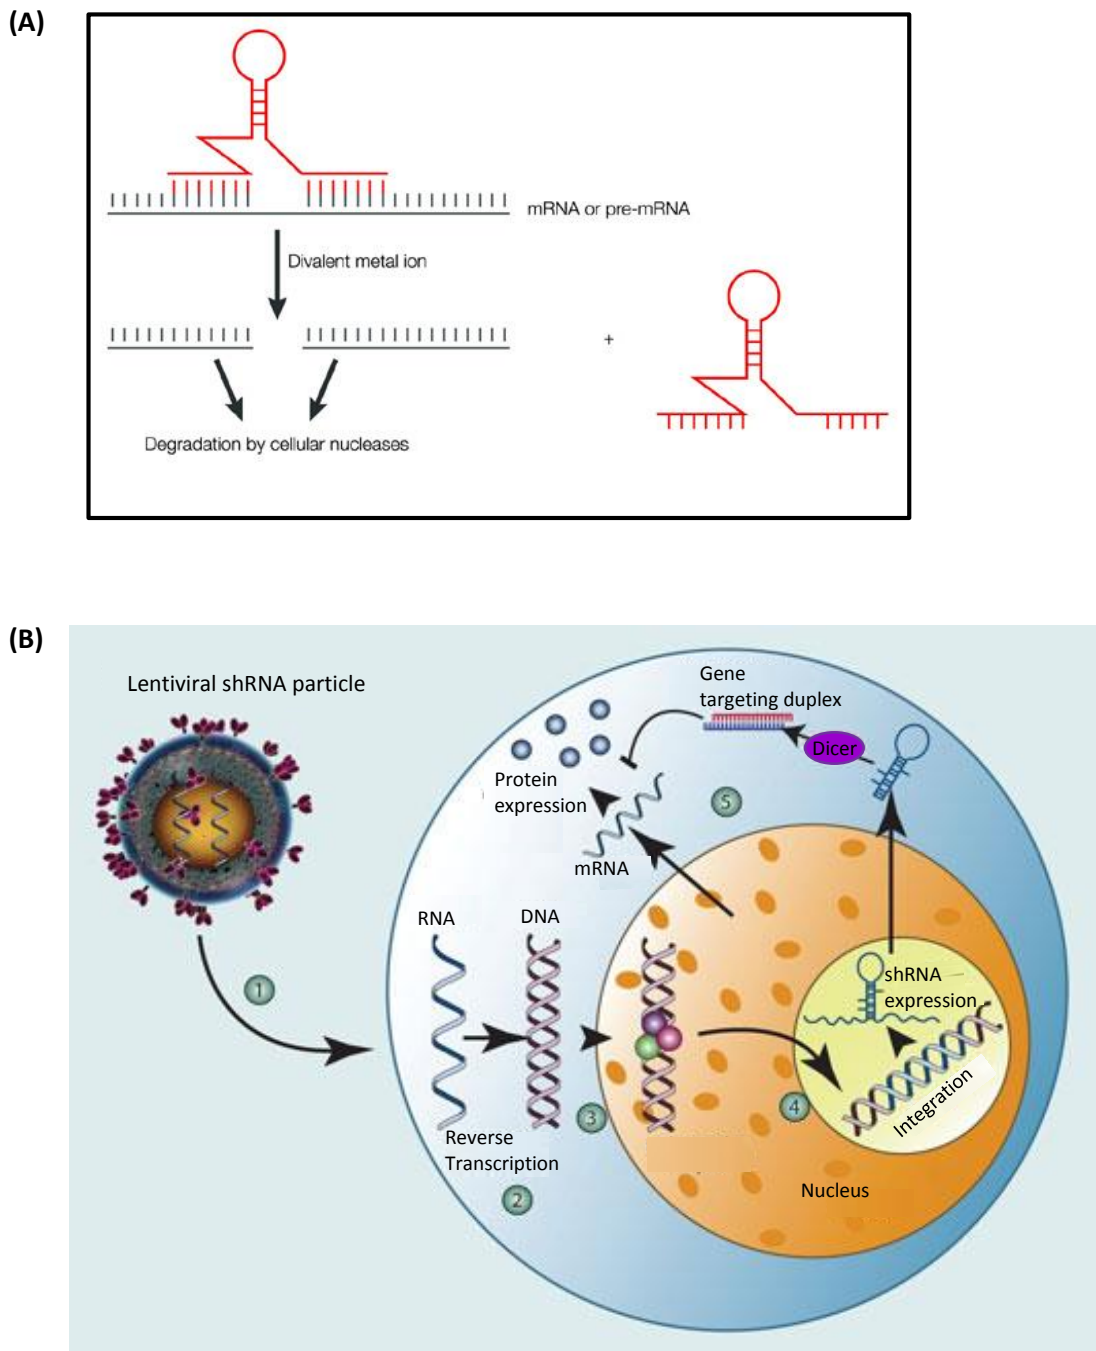 (A)
mRNA or pre-mRNA
Divalent metal ion
+
Degradation by cellular nucleases
(B)
Lentiviral shRNA particle
Gene
targeting duplex
Dicer
Protein
expression
5
mRNA
RNA
DNA
shRNA
expression
1
Integration
3
4
Reverse
Transcription
2
Nucleus